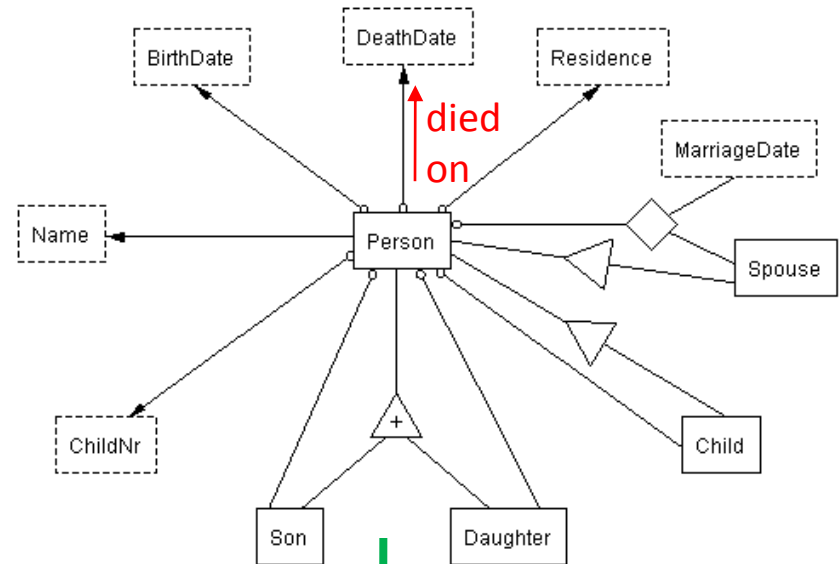 DeathDate
BirthDate
Residence
died
on
MarriageDate
Name
Person
Spouse
ChildNr
+
Child
Son
Daughter